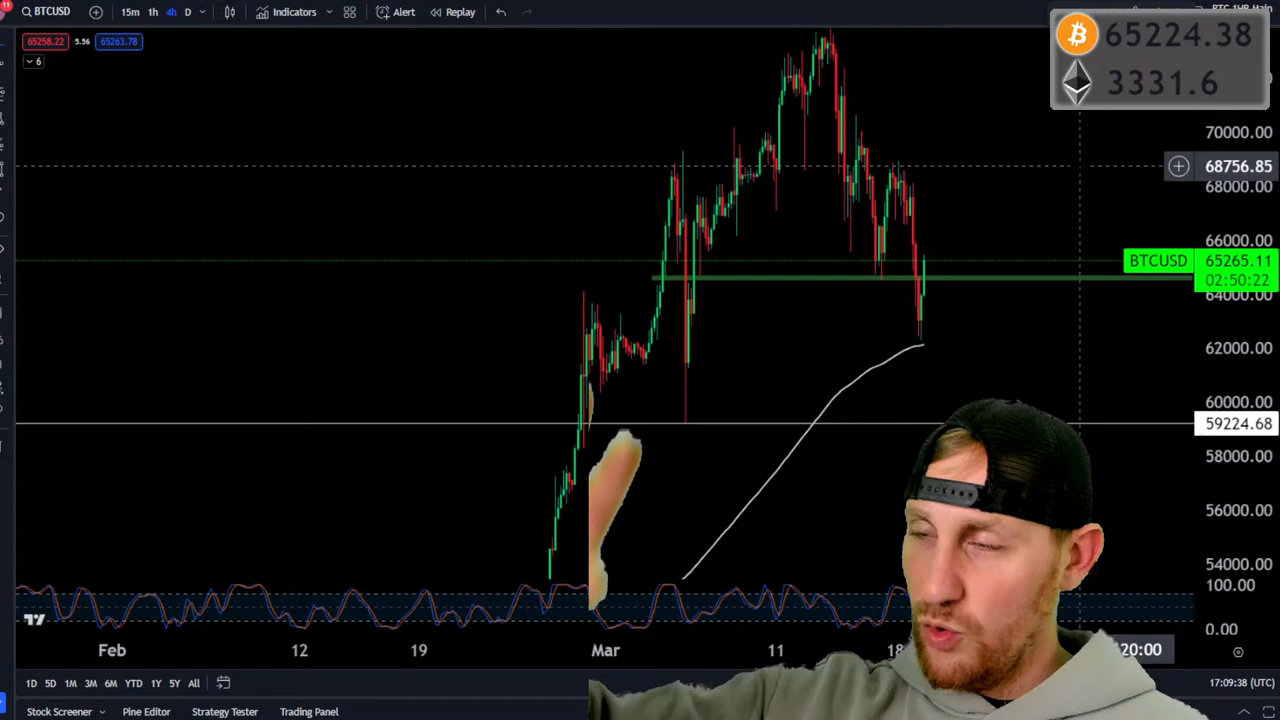 11
BTCUSD
15m 1h 4h D
Indicators
Alert
Replay
65258.22 5.56 65263.78
6
65224.38
3331.6
70000.00
68756.85
68000.00
66000.00
BTCUSD 65265.11
02:50:22
64000.00
62000.00
60000.00
59224.68
58000.00
56000.00
54000.00
100.00
0.00
Feb 12 19 Mar 11 18 20:00
1D 5D 1M 3M 6M YTD 1Y 5Y All
17:09:38 (UTC)
Stock Screener Pine Editor Strategy Tester Trading Panel